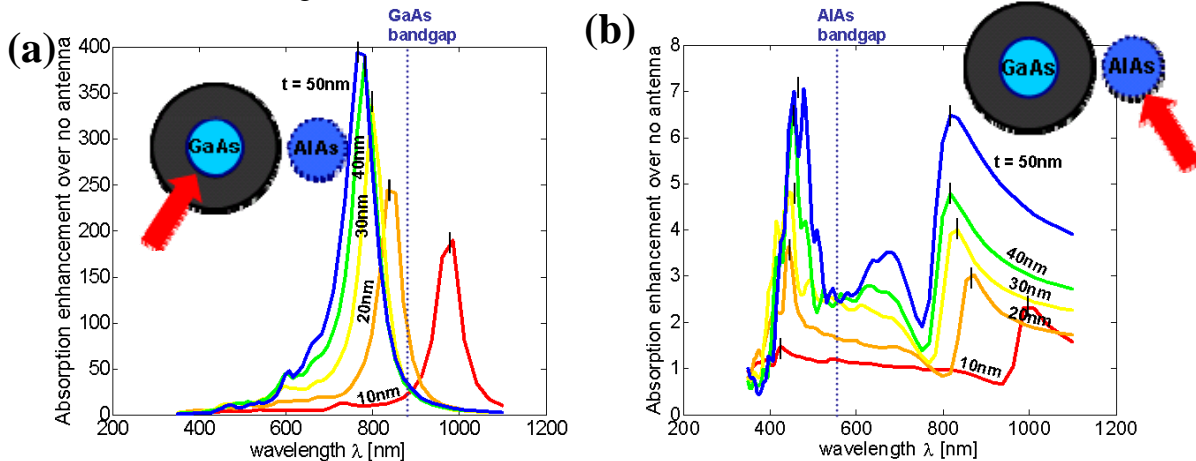 (a)
GaAs
bandgap
Absorption enhancement over no antenna
400
350
300
250
200
150
100
50
0
t = 50nm
40nm
30nm
20nm
10nm
GaAs
AlAs
200 400 600 800 1000 1200
wavelength λ [nm]
(b)
AlAs
bandgap
Absorption enhancement over no antenna
8
7
6
5
4
3
2
1
0
GaAs
AlAs
t = 50nm
40nm
30nm
20nm
10nm
200 400 600 800 1000 1200
wavelength λ [nm]